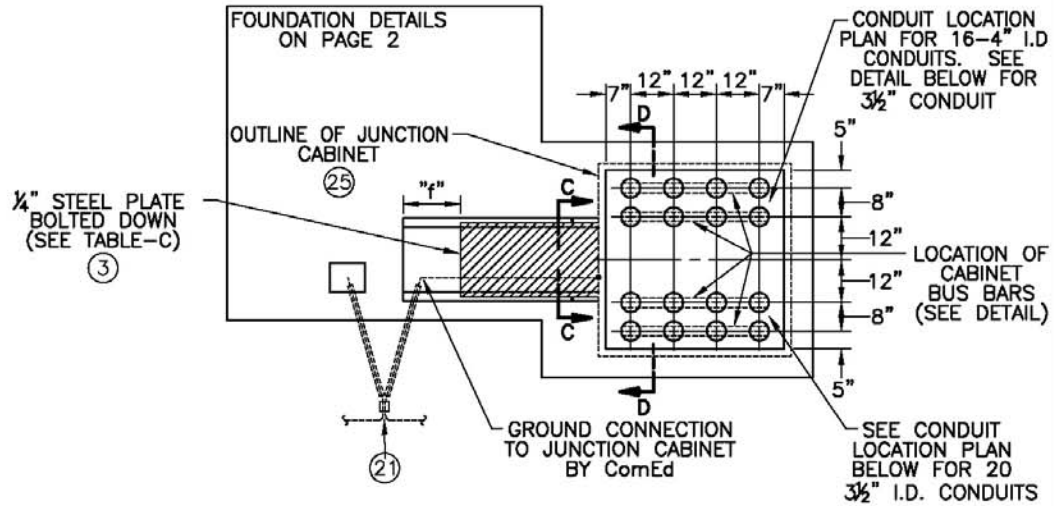 FOUNDATION DETAILS
ON PAGE 2
CONDUIT LOCATION
PLAN FOR 16-4" I.D
CONDUITS. SEE
DETAIL BELOW FOR
3½" CONDUIT
7" 12" 12" 12" 7"
D
5"
OUTLINE OF JUNCTION
CABINET
25
"f"
C
8"
¼" STEEL PLATE
BOLTED DOWN
(SEE TABLE-C)
3
12"
LOCATION OF
CABINET
BUS BARS
(SEE DETAIL)
12"
8"
C
5"
D
GROUND CONNECTION
TO JUNCTION CABINET
BY ComEd
21
SEE CONDUIT
LOCATION PLAN
BELOW FOR 20
3½" I.D. CONDUITS